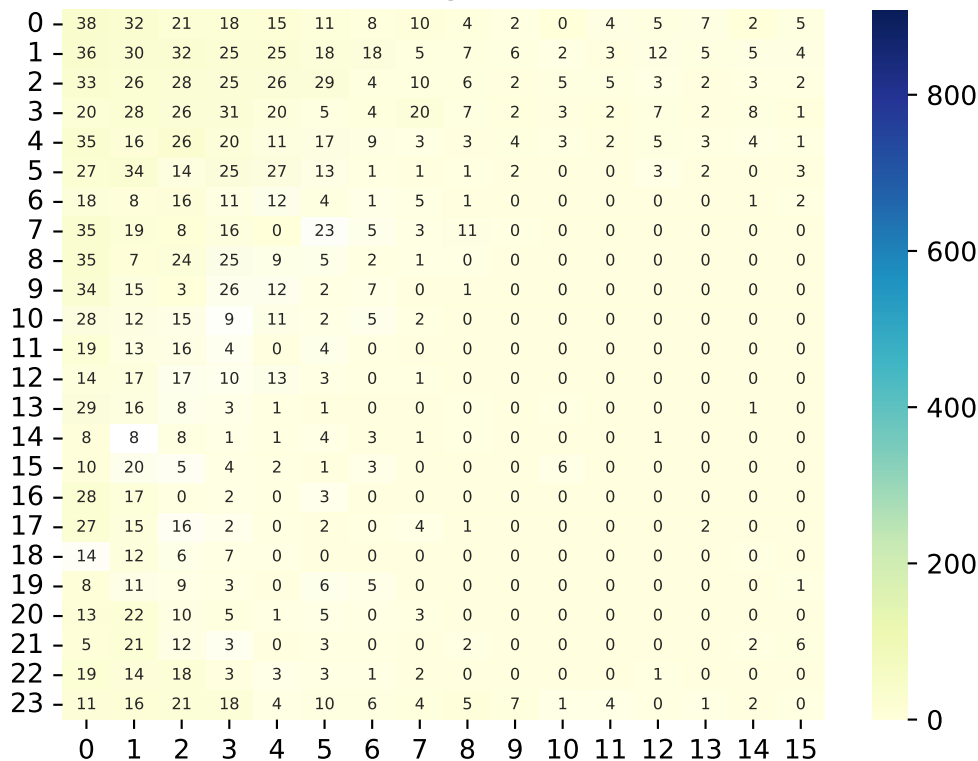 0 38 32 21 18 15 11 8 10 4 2 0 4 5 7 2 5
1 36 30 32 25 25 18 18 5 7 6 2 3 12 5 5 4
2 33 26 28 25 26 29 4 10 6 2 5 5 3 2 3 2
3 20 28 26 31 20 5 4 20 7 2 3 2 7 2 8 1
4 35 16 26 20 11 17 9 3 3 4 3 2 5 3 4 1
5 27 34 14 25 27 13 1 1 1 2 0 0 3 2 0 3
6 18 8 16 11 12 4 1 5 1 0 0 0 0 0 1 2
7 35 19 8 16 0 23 5 3 11 0 0 0 0 0 0 0
8 35 7 24 25 9 5 2 1 0 0 0 0 0 0 0 0
9 34 15 3 26 12 2 7 0 1 0 0 0 0 0 0 0
10 28 12 15 9 11 2 5 2 0 0 0 0 0 0 0 0
11 19 13 16 4 0 4 0 0 0 0 0 0 0 0 0 0
12 14 17 17 10 13 3 0 1 0 0 0 0 0 0 0 0
13 29 16 8 3 1 1 0 0 0 0 0 0 0 0 1 0
14 8 8 8 1 1 4 3 1 0 0 0 0 1 0 0 0
15 10 20 5 4 2 1 3 0 0 0 6 0 0 0 0 0
16 28 17 0 2 0 3 0 0 0 0 0 0 0 0 0 0
17 27 15 16 2 0 2 0 4 1 0 0 0 0 2 0 0
18 14 12 6 7 0 0 0 0 0 0 0 0 0 0 0 0
19 8 11 9 3 0 6 5 0 0 0 0 0 0 0 0 1
20 13 22 10 5 1 5 0 3 0 0 0 0 0 0 0 0
21 5 21 12 3 0 3 0 0 2 0 0 0 0 0 2 6
22 19 14 18 3 3 3 1 2 0 0 0 0 1 0 0 0
23 11 16 21 18 4 10 6 4 5 7 1 4 0 1 2 0
0 1 2 3 4 5 6 7 8 9 10 11 12 13 14 15
800
600
400
200
0